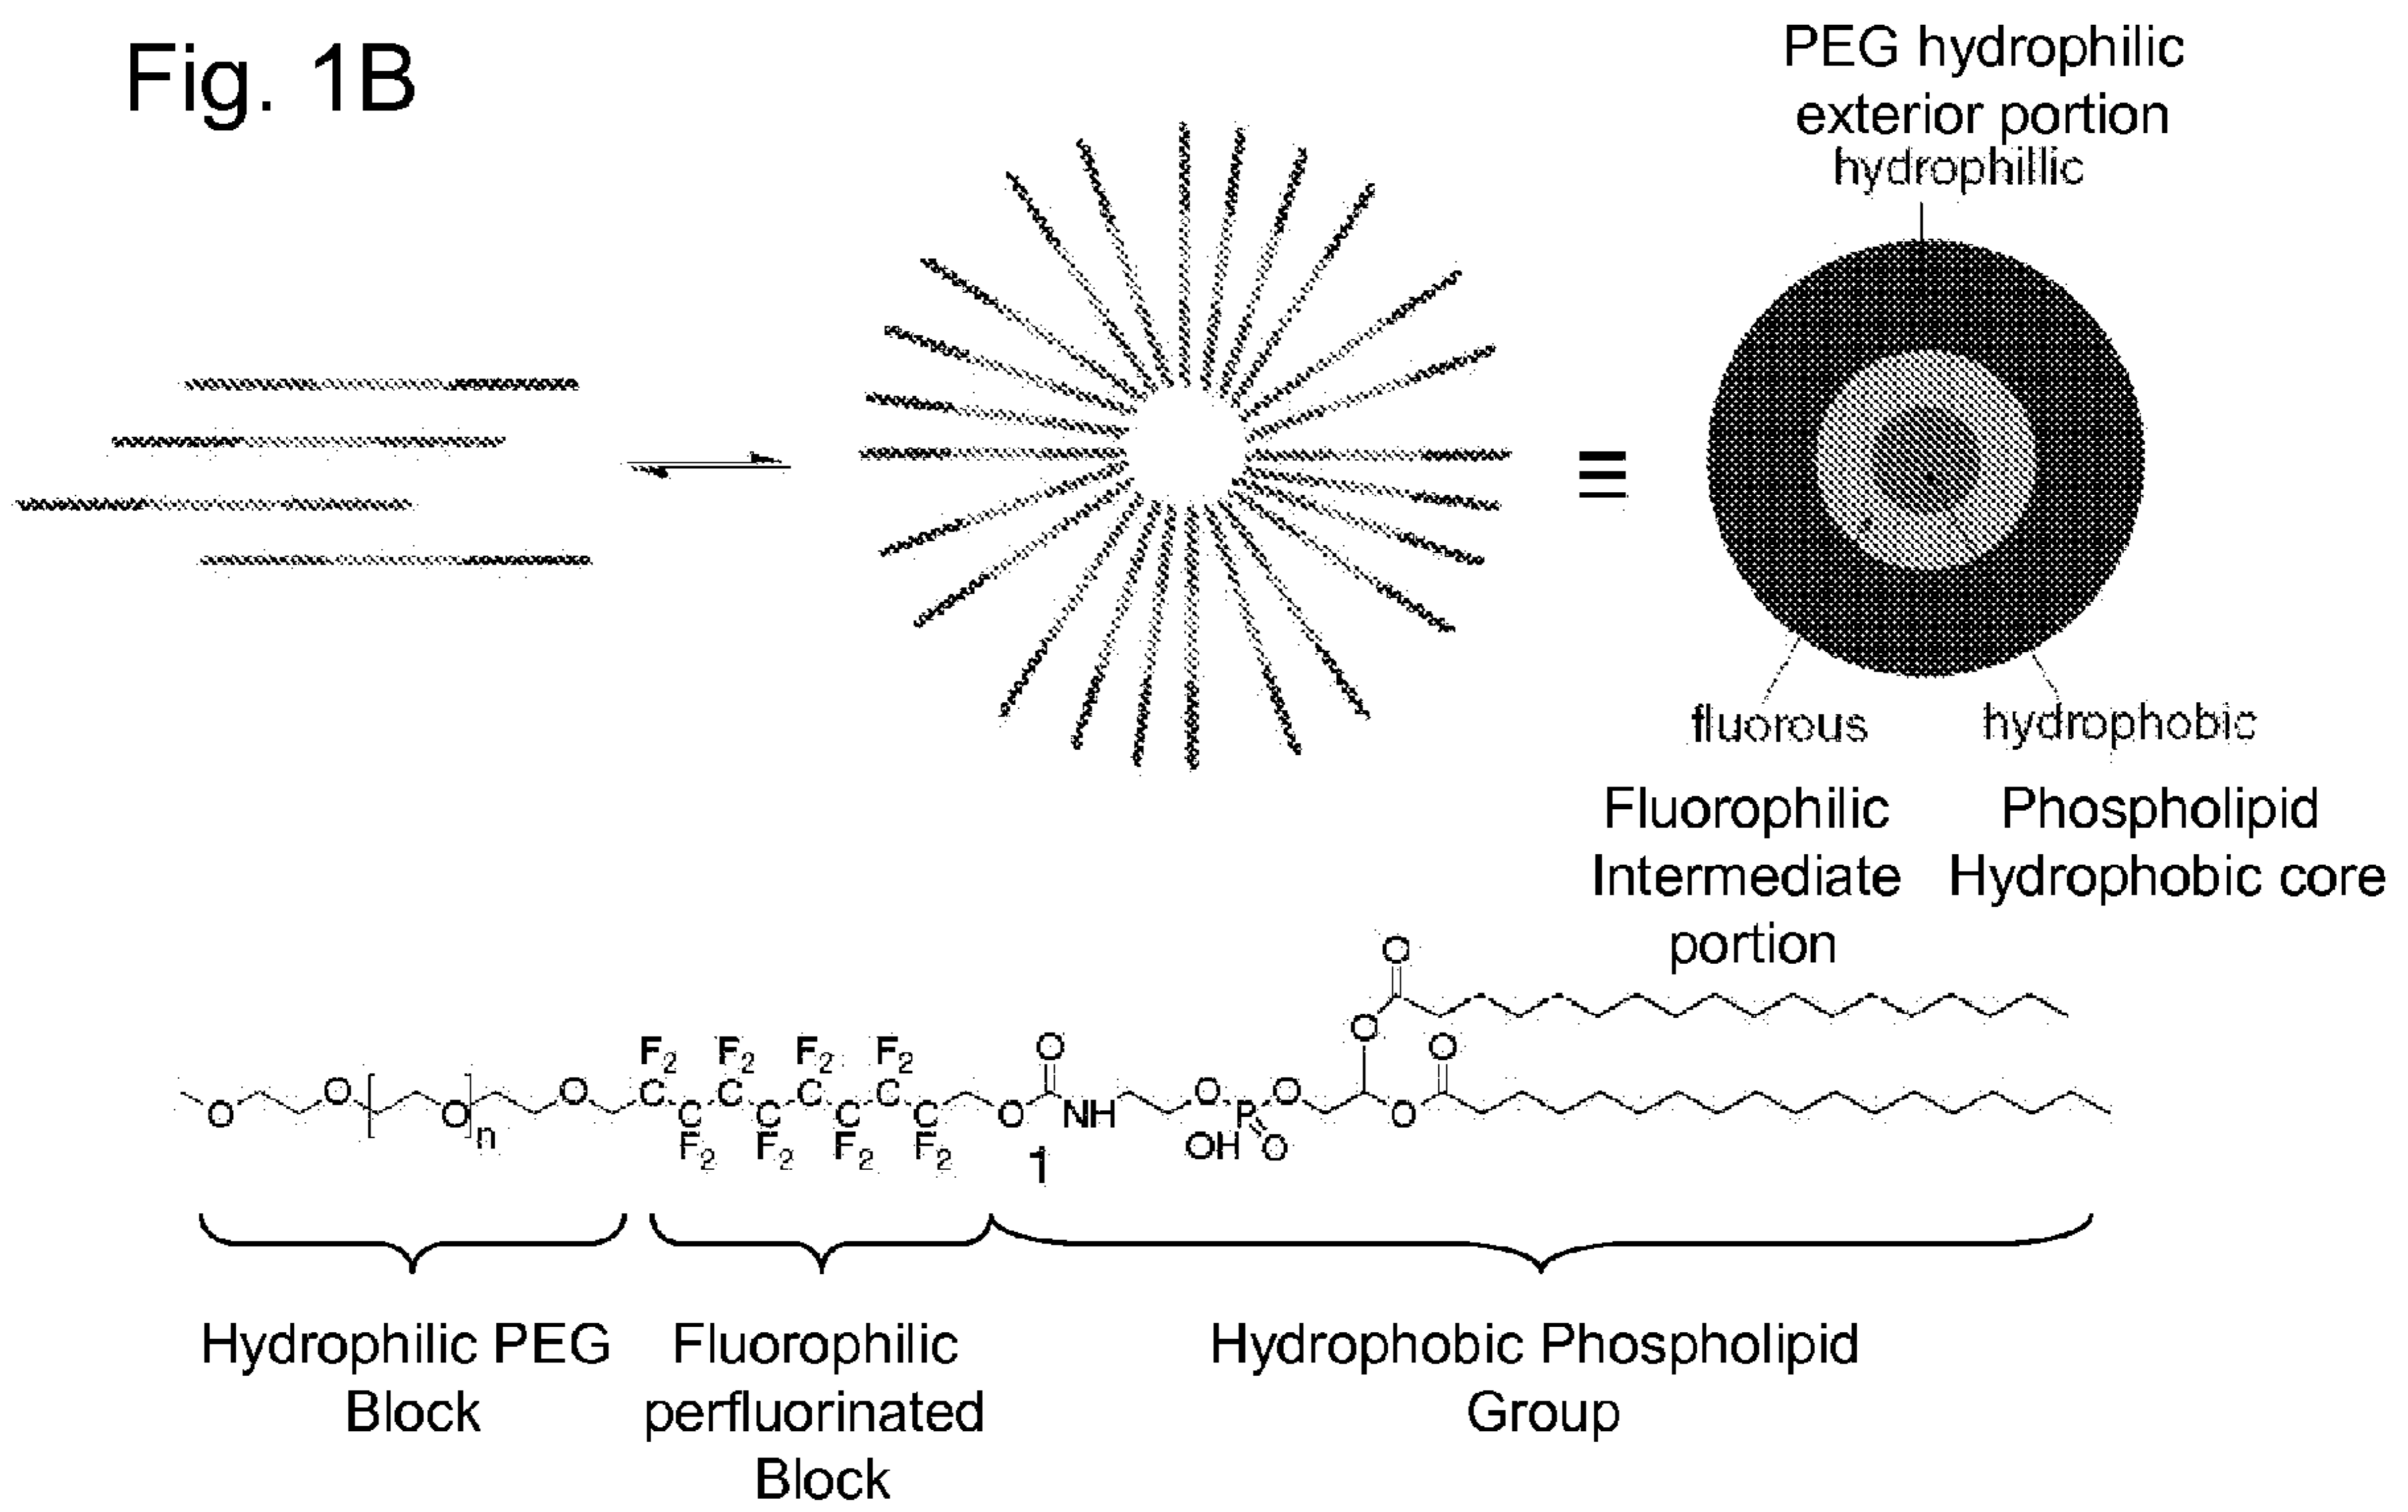 Fig. 1B
PEG hydrophilic
exterior portion
hydrophillic
≡
fluorous
hydrophobic
Fluorophilic
Intermediate
portion
Phospholipid
Hydrophobic core
O
O
O
F2 F2 F2 F2
O
O
O [ O ]n O C C C C C C C C O NH O P O O
F2 F2 F2 F2
OH O
1
Hydrophilic PEG
Block
Fluorophilic
perfluorinated
Block
Hydrophobic Phospholipid
Group